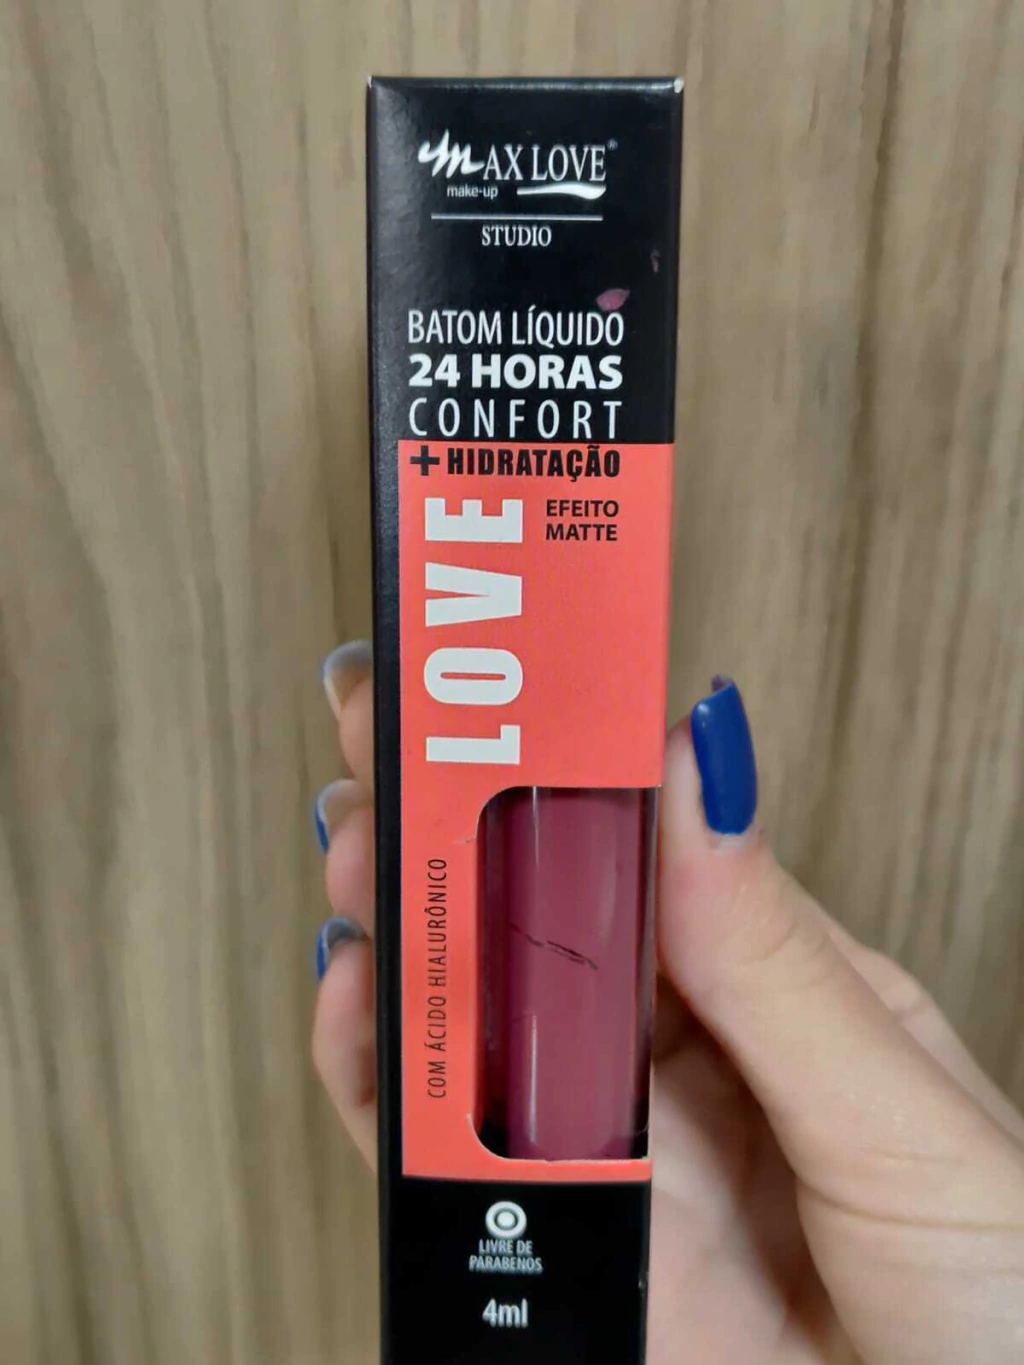 MAX LOVE®
make-up
STUDIO
BATOM LÍQUIDO
24 HORAS
CONFORT
+HIDRATAÇÃO
EFEITO
MATTE
LOVE
COM ÁCIDO HIALURÔNICO
LIVRE DE
PARABENOS
4ml